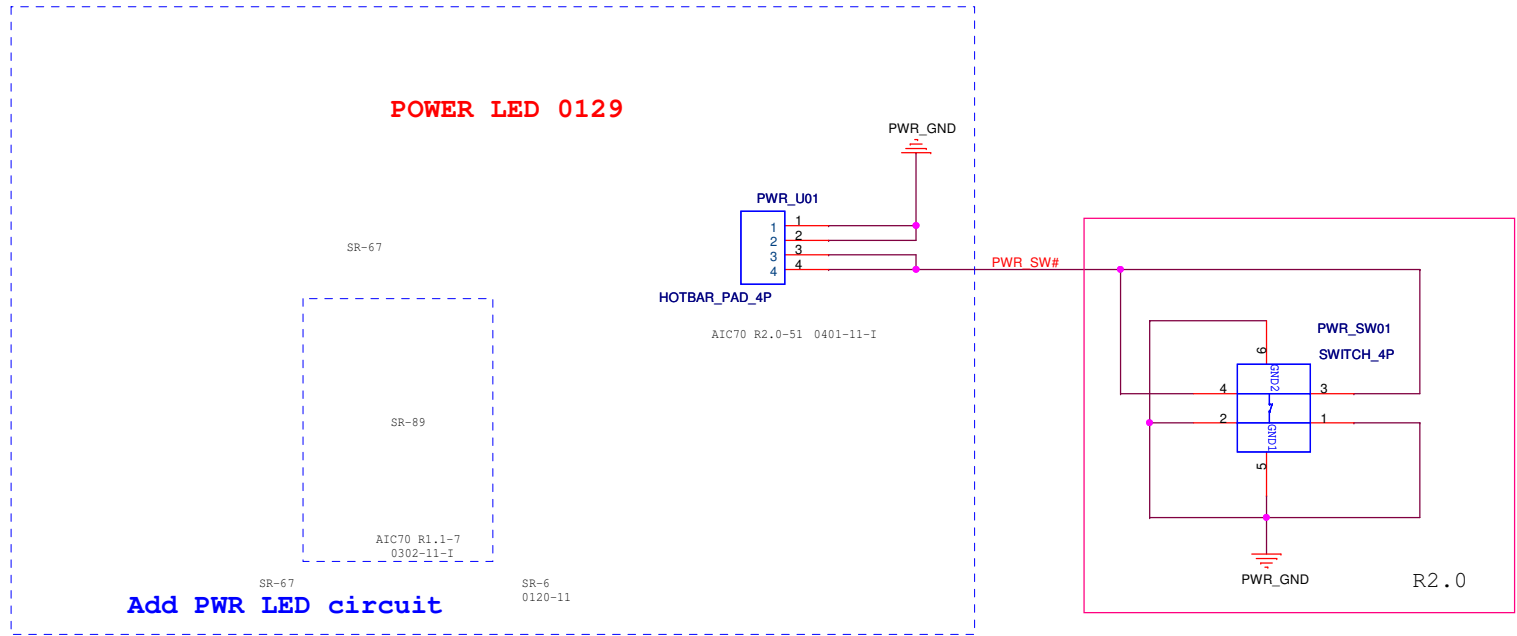 POWER LED 0129
PWR_GND
PWR_U01
1 1
2 2
3 3
4 4
PWR_SW#
HOTBAR_PAD_4P
AIC70 R2.0-51 0401-11-I
SR-67
SR-89
AIC70 R1.1-7
0302-11-I
SR-67
SR-6
0120-11
Add PWR LED circuit
PWR_SW01
SWITCH_4P
6
GND2
4
3
2
1
GND1
5
PWR_GND
R2.0